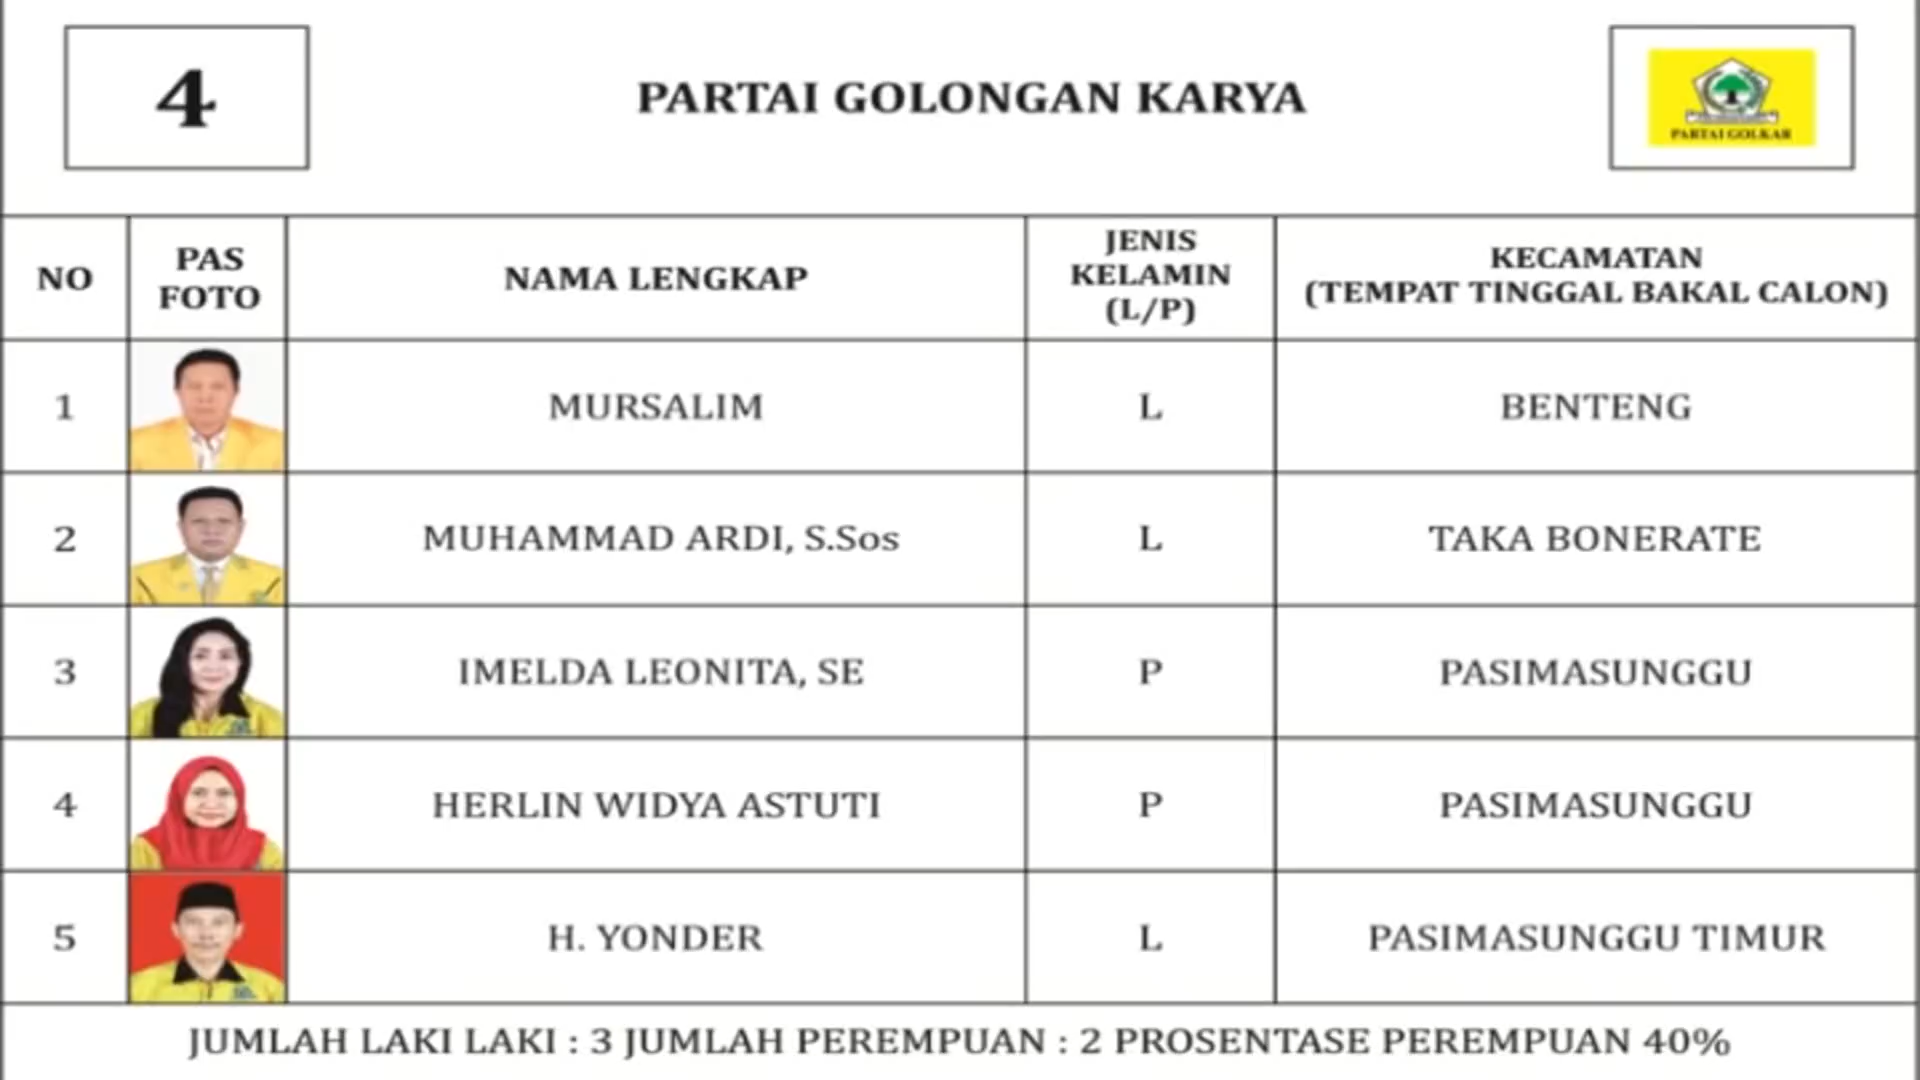 4
PARTAI GOLONGAN KARYA
PARTAI GOLKAR
NO
PAS
FOTO
NAMA LENGKAP
JENIS
KELAMIN
(L/P)
KECAMATAN
(TEMPAT TINGGAL BAKAL CALON)
1 MURSALIM L BENTENG
2 MUHAMMAD ARDI, S.Sos L TAKA BONERATE
3 IMELDA LEONITA, SE P PASIMASUNGGU
4 HERLIN WIDYA ASTUTI P PASIMASUNGGU
5 H. YONDER L PASIMASUNGGU TIMUR
JUMLAH LAKI LAKI : 3 JUMLAH PEREMPUAN : 2 PROSENTASE PEREMPUAN 40%